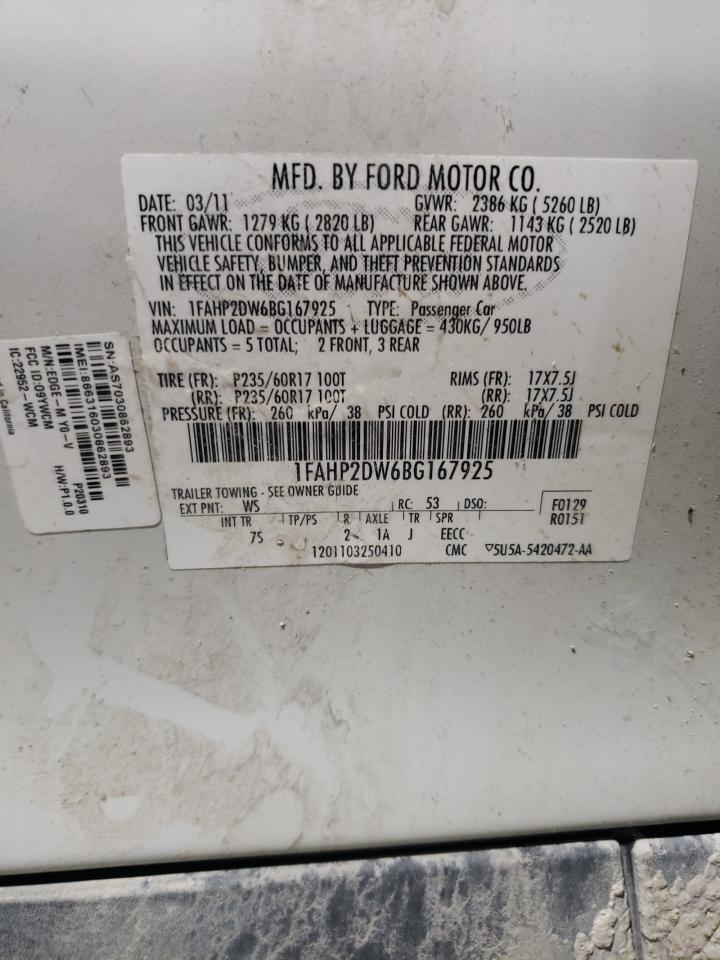 MFD. BY FORD MOTOR CO.
DATE: 03/11 GVWR: 2386 KG ( 5260 LB)
FRONT GAWR: 1279 KG ( 2820 LB) REAR GAWR: 1143 KG ( 2520 LB)
THIS VEHICLE CONFORMS TO ALL APPLICABLE FEDERAL MOTOR
VEHICLE SAFETY, BUMPER, AND THEFT PREVENTION STANDARDS
IN EFFECT ON THE DATE OF MANUFACTURE SHOWN ABOVE.
VIN: 1FAHP2DW6BG167925 TYPE: Passenger Car
MAXIMUM LOAD = OCCUPANTS + LUGGAGE = 430KG/ 950LB
OCCUPANTS = 5 TOTAL; 2 FRONT, 3 REAR
TIRE (FR): P235/60R17 100T RIMS (FR): 17X7.5J
(RR): P235/60R17 100T (RR): 17X7.5J
PRESSURE (FR): 260 kPa/ 38 PSI COLD (RR): 260 kPa/ 38 PSI COLD
1FAHP2DW6BG167925
TRAILER TOWING - SEE OWNER GUIDE
EXT PNT: WS RC: 53 DSO: F0129
R0151
INT TR TP/PS R AXLE TR SPR
7S 2 1A J EECC
1201103250410 CMC ▽5U5A-5420472-AA
SN:AS7030862893
IMEI:866316030862893
P20310
M/N:EDGE-M YA-V H/W:P1.0.0
FCC ID:O9YWCM
IC:22952-WCM
in California